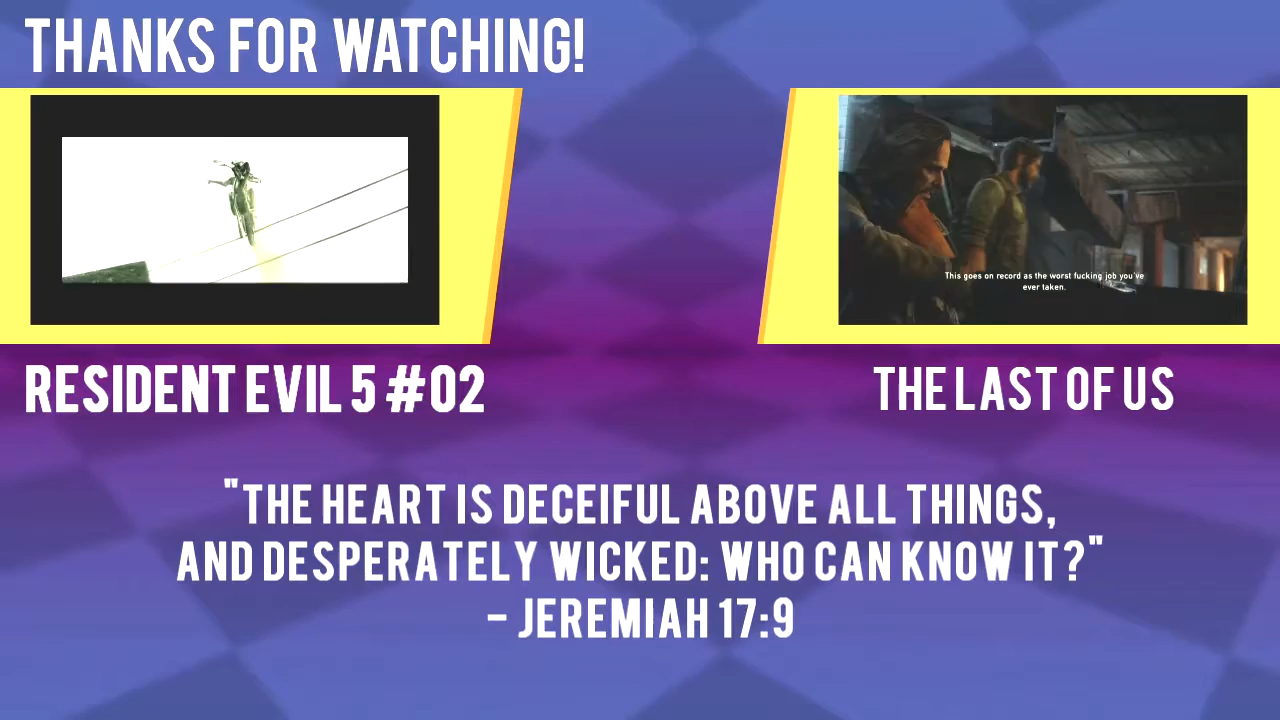 THANKS FOR WATCHING!
This goes on record as the worst fucking job you've
ever taken.
RESIDENT EVIL 5 #02
THE LAST OF US
"THE HEART IS DECEIFUL ABOVE ALL THINGS,
AND DESPERATELY WICKED: WHO CAN KNOW IT?"
- JEREMIAH 17:9